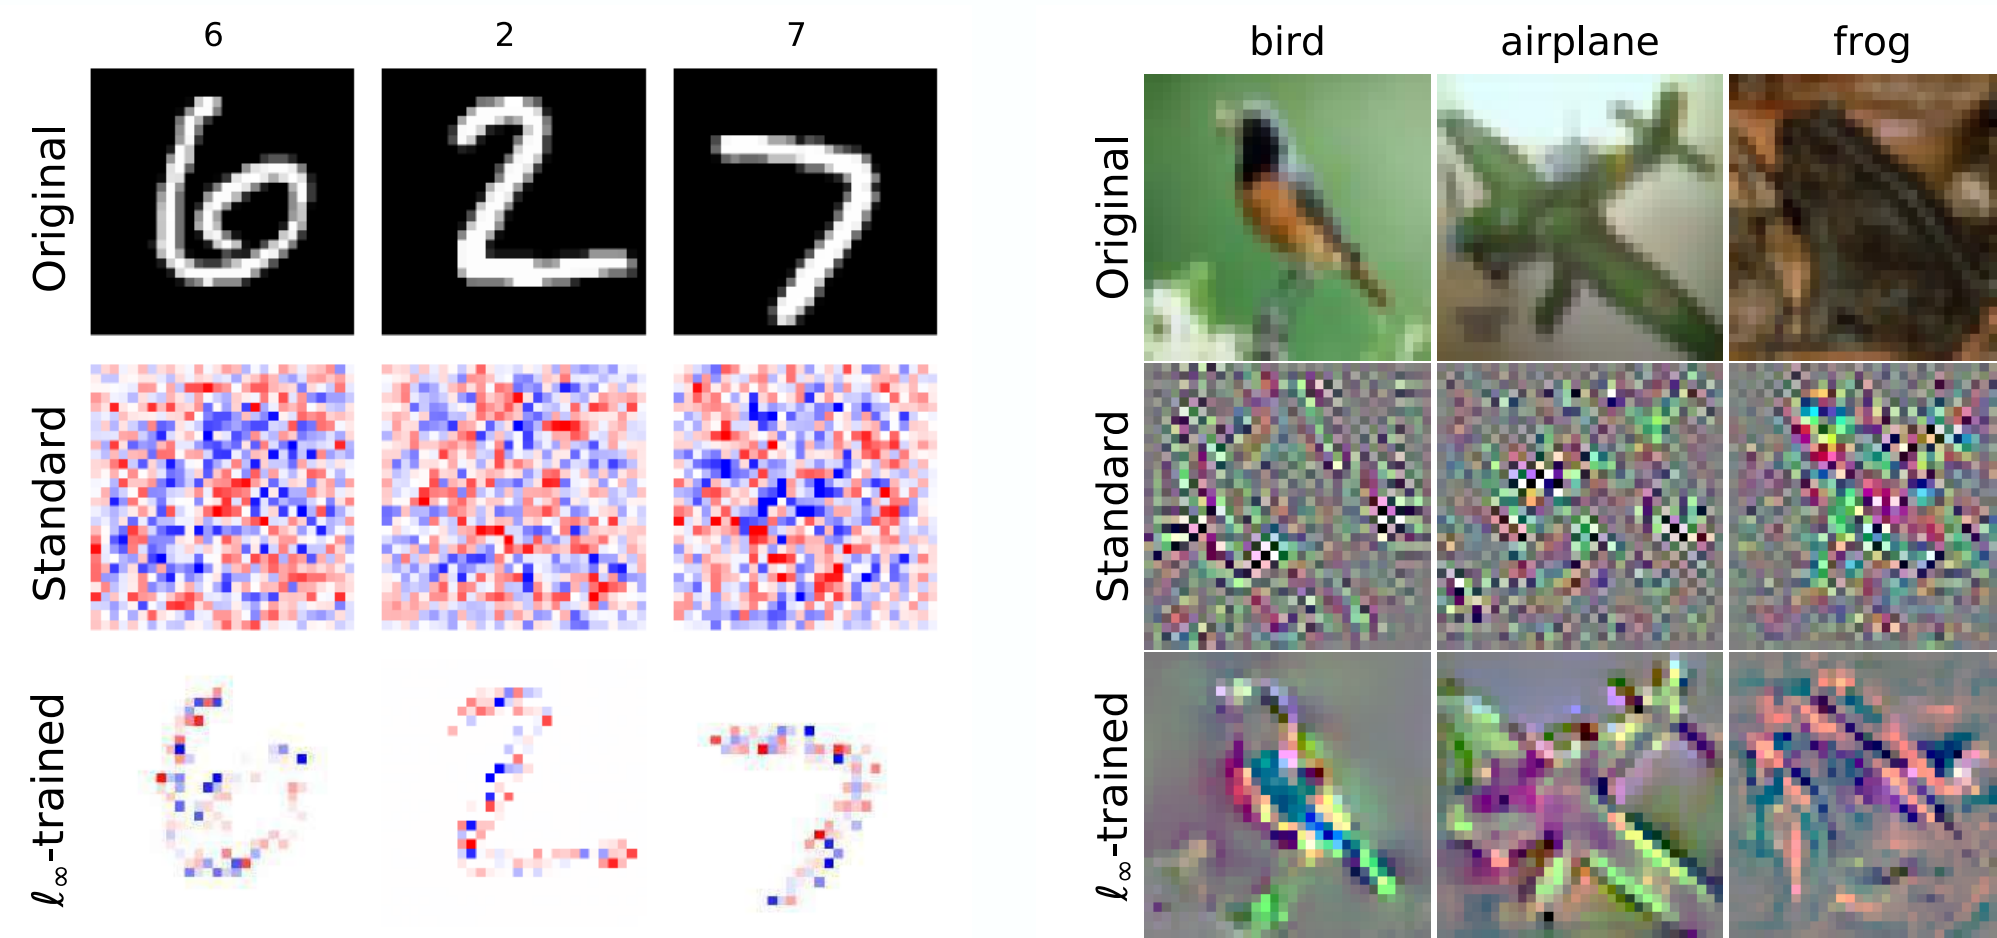 6 2 7
Original
Standard
ℓ∞-trained
bird airplane frog
Original
Standard
ℓ∞-trained